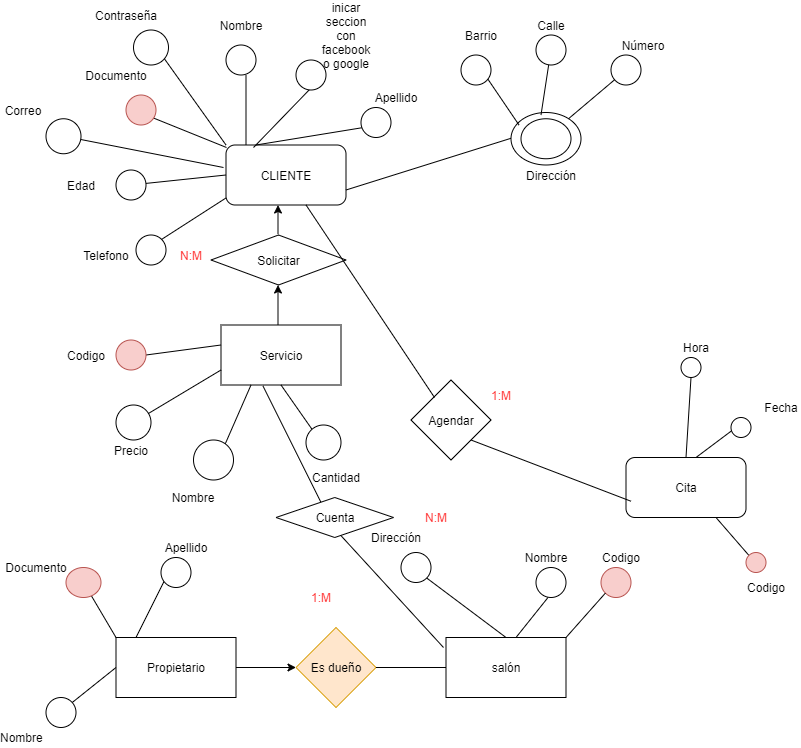 inicar
seccion
con
facebook
o google
Contraseña
Nombre
Calle
Barrio
Número
Documento
Apellido
Correo
CLIENTE
Dirección
Edad
Telefono
N:M
Solicitar
Codigo
Servicio
Hora
1:M
Fecha
Agendar
Precio
Cantidad
Nombre
Cita
Cuenta
N:M
Dirección
Apellido
Nombre
Codigo
Documento
Codigo
1:M
Propietario
Es dueño
salón
Nombre